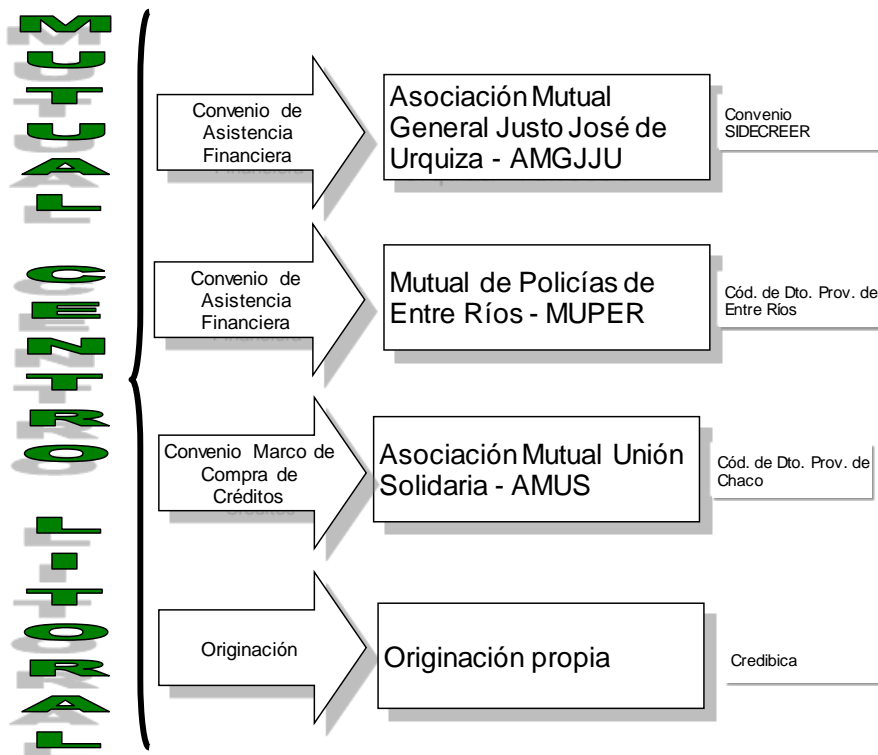 MUTUAL CENTRO LITORAL
Convenio de
Asistencia
Financiera
Asociación Mutual
General Justo José de
Urquiza - AMGJJU
Convenio
SIDECREER
Convenio de
Asistencia
Financiera
Mutual de Policías de
Entre Ríos - MUPER
Cód. de Dto. Prov. de
Entre Ríos
Convenio Marco de
Compra de
Créditos
Asociación Mutual Unión
Solidaria - AMUS
Cód. de Dto. Prov. de
Chaco
Originación
Originación propia
Credibica